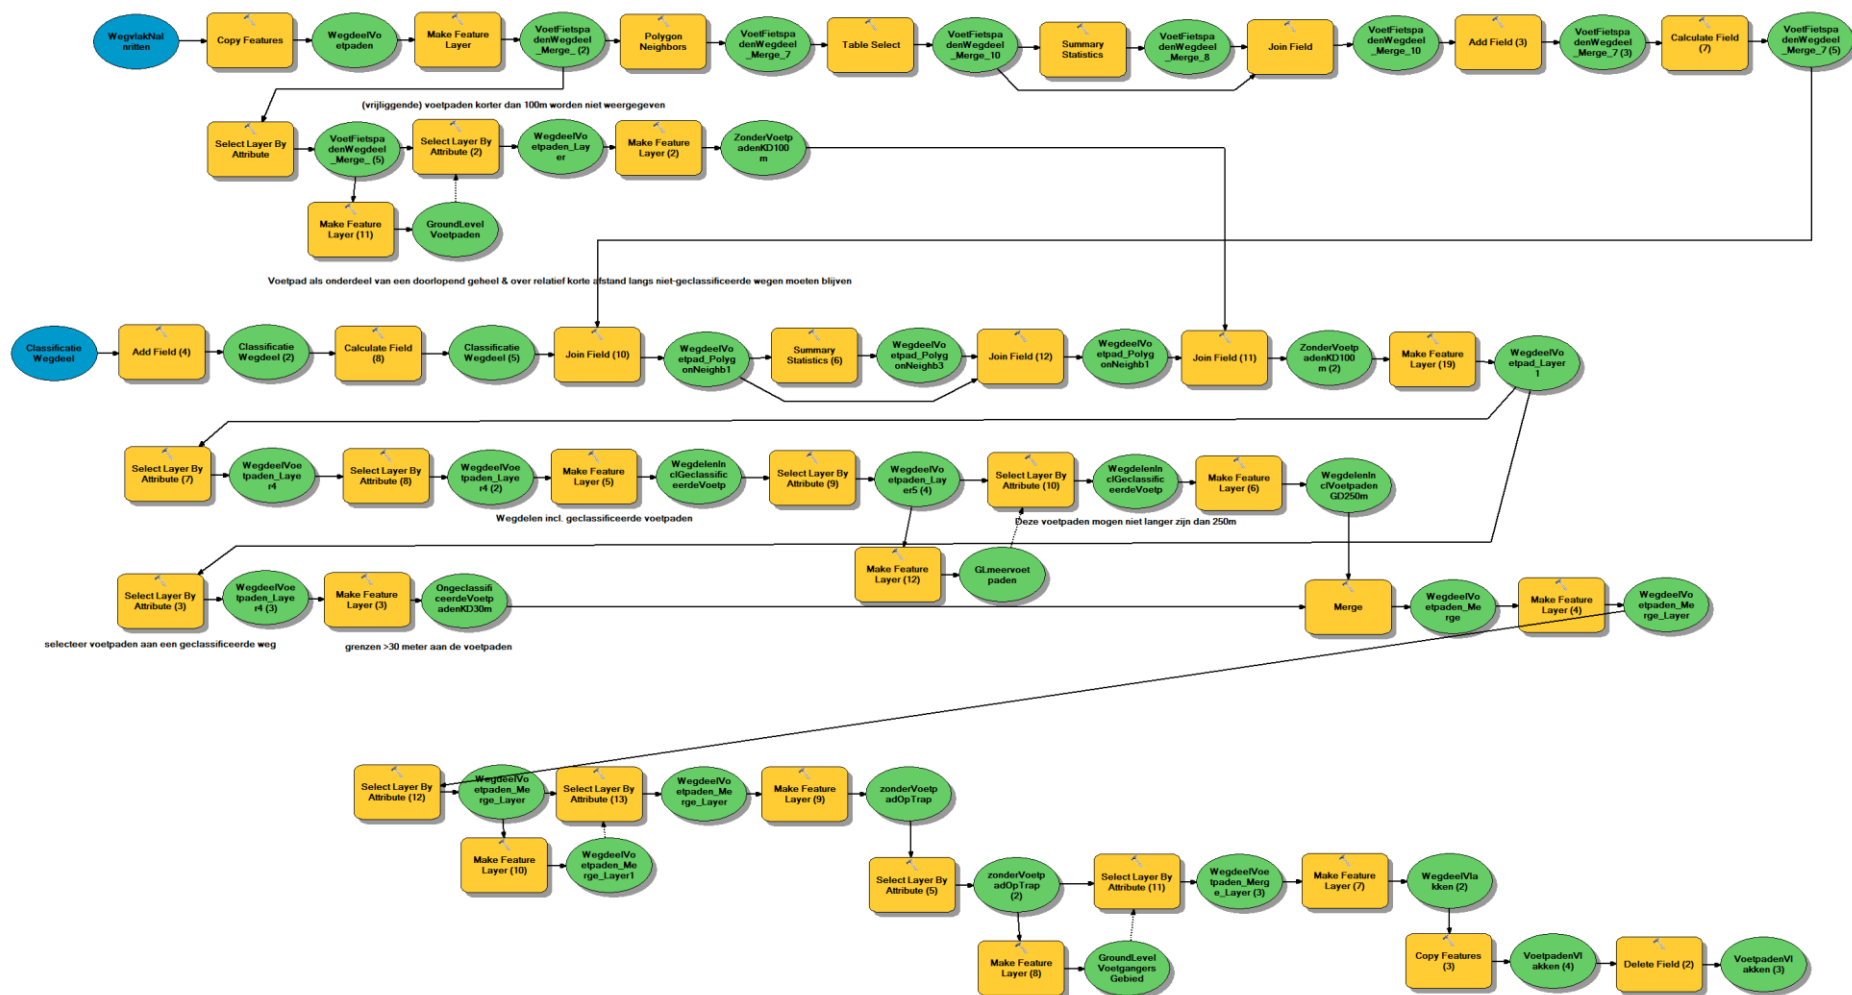 WegvlakNaI
nritten
Copy Features
WegdeelVo
etpaden
Make Feature
Layer
VoetFietspa
denWegdeel
_Merge_ (2)
Polygon
Neighbors
VoetFietspa
denWegdeel
_Merge_7
Table Select
VoetFietspa
denWegdeel
_Merge_10
Summary
Statistics
VoetFietspa
denWegdeel
_Merge_8
Join Field
VoetFietspa
denWegdeel
_Merge_10
Add Field (3)
VoetFietspa
denWegdeel
_Merge_7 (3)
Calculate Field
(7)
VoetFietspa
denWegdeel
_Merge_7 (5)
(vrijliggende) voetpaden korter dan 100m worden niet weergegeven
Select Layer By
Attribute
VoetFietspa
denWegdeel
_Merge_ (5)
Select Layer By
Attribute (2)
WegdeelVo
etpaden_Lay
er
Make Feature
Layer (2)
ZonderVoetp
adenKD100
m
Make Feature
Layer (11)
GroundLevel
Voetpaden
Voetpad als onderdeel van een doorlopend geheel & over relatief korte afstand langs niet-geclassificeerde wegen moeten blijven
Classificatie
Wegdeel
Add Field (4)
Classificatie
Wegdeel (2)
Calculate Field
(8)
Classificatie
Wegdeel (5)
Join Field (10)
WegdeelVo
etpad_Polyg
onNeighb1
Summary
Statistics (6)
WegdeelVo
etpad_Polyg
onNeighb3
Join Field (12)
WegdeelVo
etpad_Polyg
onNeighb1
Join Field (11)
ZonderVoetp
adenKD100
m (2)
Make Feature
Layer (19)
WegdeelVo
etpad_Layer
1
Select Layer By
Attribute (7)
WegdeelVoe
tpaden_Laye
r4
Select Layer By
Attribute (8)
WegdeelVoe
tpaden_Laye
r4 (2)
Make Feature
Layer (5)
WegdelenIn
clGeclassific
eerdeVoetp
Select Layer By
Attribute (9)
WegdeelVo
etpaden_La
yer5 (4)
Select Layer By
Attribute (10)
WegdelenIn
clGeclassific
eerdeVoetp
Make Feature
Layer (6)
WegdelenIn
clVoetpaden
GD250m
Wegdelen incl. geclassificeerde voetpaden
Deze voetpaden mogen niet langer zijn dan 250m
Make Feature
Layer (12)
GLmeervoet
paden
Select Layer By
Attribute (3)
WegdeelVoe
tpaden_Laye
r4 (3)
Make Feature
Layer (3)
Ongeclassifi
ceerdeVoetp
adenKD30m
Merge
WegdeelVo
etpaden_Me
rge
Make Feature
Layer (4)
WegdeelVo
etpaden_Me
rge_Layer
selecteer voetpaden aan een geclassificeerde weg
grenzen >30 meter aan de voetpaden
Select Layer By
Attribute (12)
WegdeelVo
etpaden_Me
rge_Layer
Select Layer By
Attribute (13)
WegdeelVo
etpaden_Me
rge_Layer
Make Feature
Layer (9)
zonderVoetp
adOpTrap
Make Feature
Layer (10)
WegdeelVo
etpaden_Me
rge_Layer1
Select Layer By
Attribute (5)
zonderVoetp
adOpTrap
(2)
Select Layer By
Attribute (11)
WegdeelVoe
tpaden_Merg
e_Layer (3)
Make Feature
Layer (7)
WegdeelVla
kken (2)
Make Feature
Layer (8)
GroundLevel
Voetgangers
Gebied
Copy Features
(3)
VoetpadenVl
akken (4)
Delete Field (2)
VoetpadenVl
akken (3)